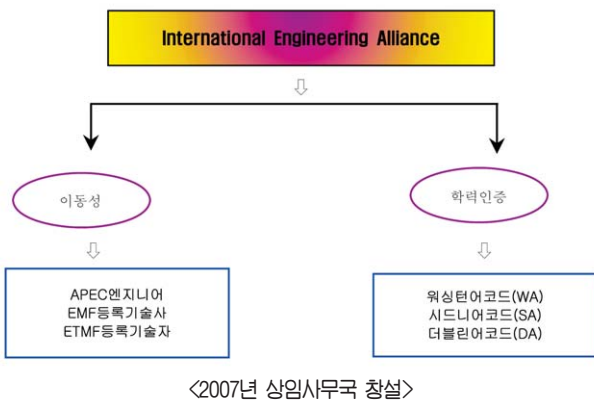 International Engineering Alliance
이동성
학력인증
APEC엔지니어
EMF등록기술사
ETMF등록기술자
워싱턴어코드(WA)
시드니어코드(SA)
더블린어코드(DA)
<2007년 상임사무국 창설>